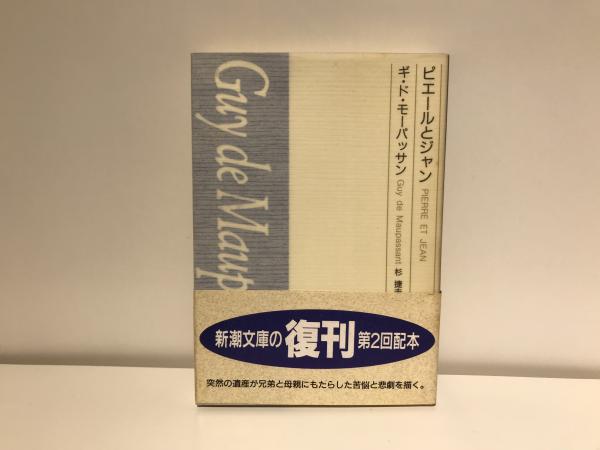 ピエールとジャン PIERRE ET JEAN
ギ・ド・モーパッサン Guy de Maupassant 杉 捷
Guy de Maup
新潮文庫の復刊第2回配本
突然の遺産が兄弟と母親にもたらした苦悩と悲劇を描く。